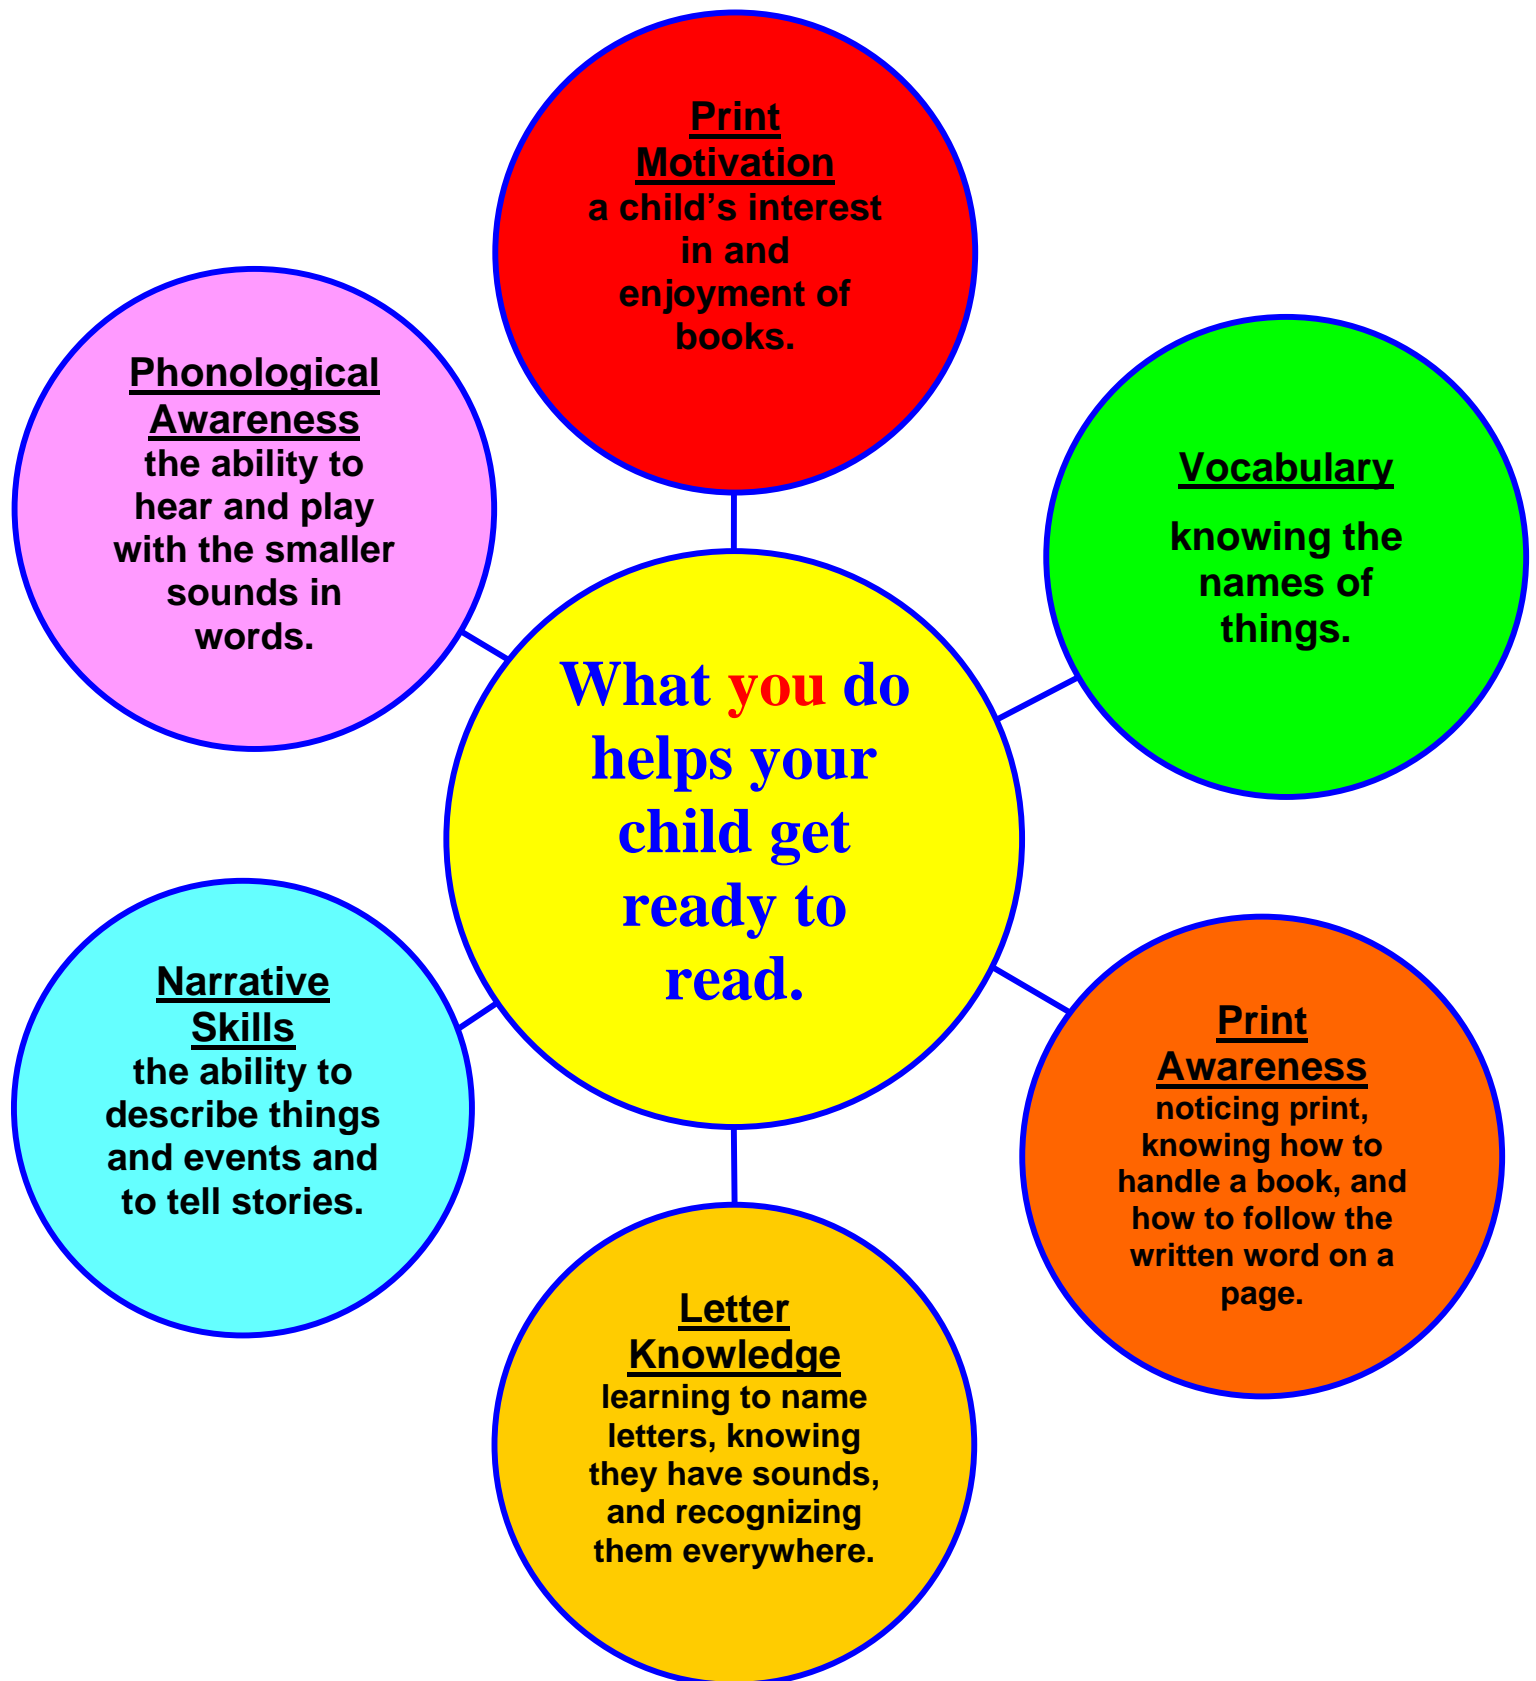 Print
Motivation
a child’s interest
in and
enjoyment of
books.
Phonological
Awareness
the ability to
hear and play
with the smaller
sounds in
words.
Vocabulary
knowing the
names of
things.
What you do
helps your
child get
ready to
read.
Narrative
Skills
the ability to
describe things
and events and
to tell stories.
Print
Awareness
noticing print,
knowing how to
handle a book, and
how to follow the
written word on a
page.
Letter
Knowledge
learning to name
letters, knowing
they have sounds,
and recognizing
them everywhere.